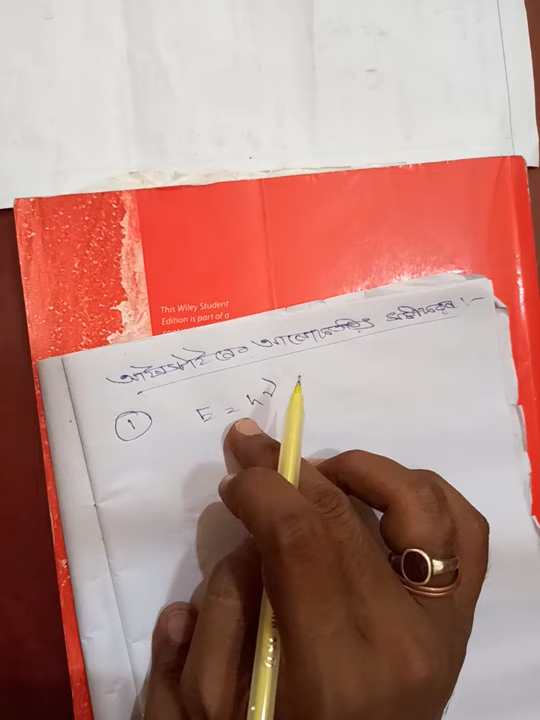 This Wiley Student
Edition is part of a
আইনস্টাইনের আলোকতড়িৎ সমীকরণ :-
① E = hν